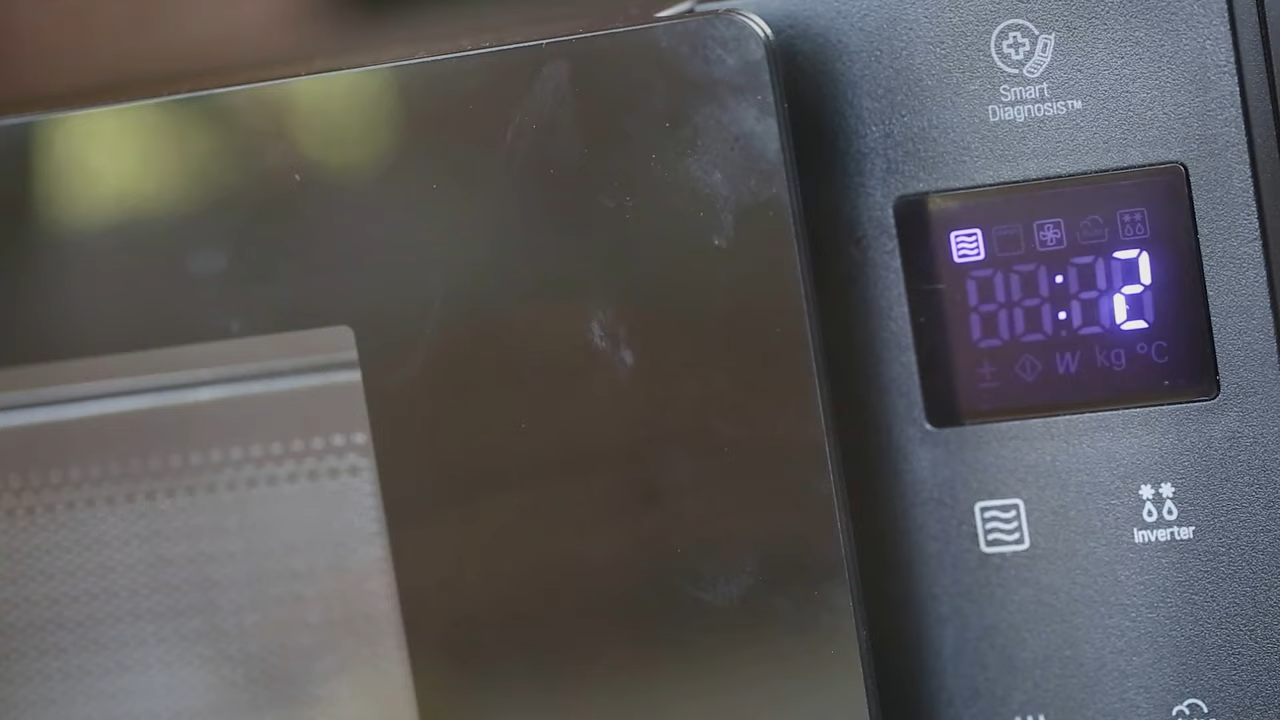 Smart
Diagnosis™
: 2
W kg °C
Inverter